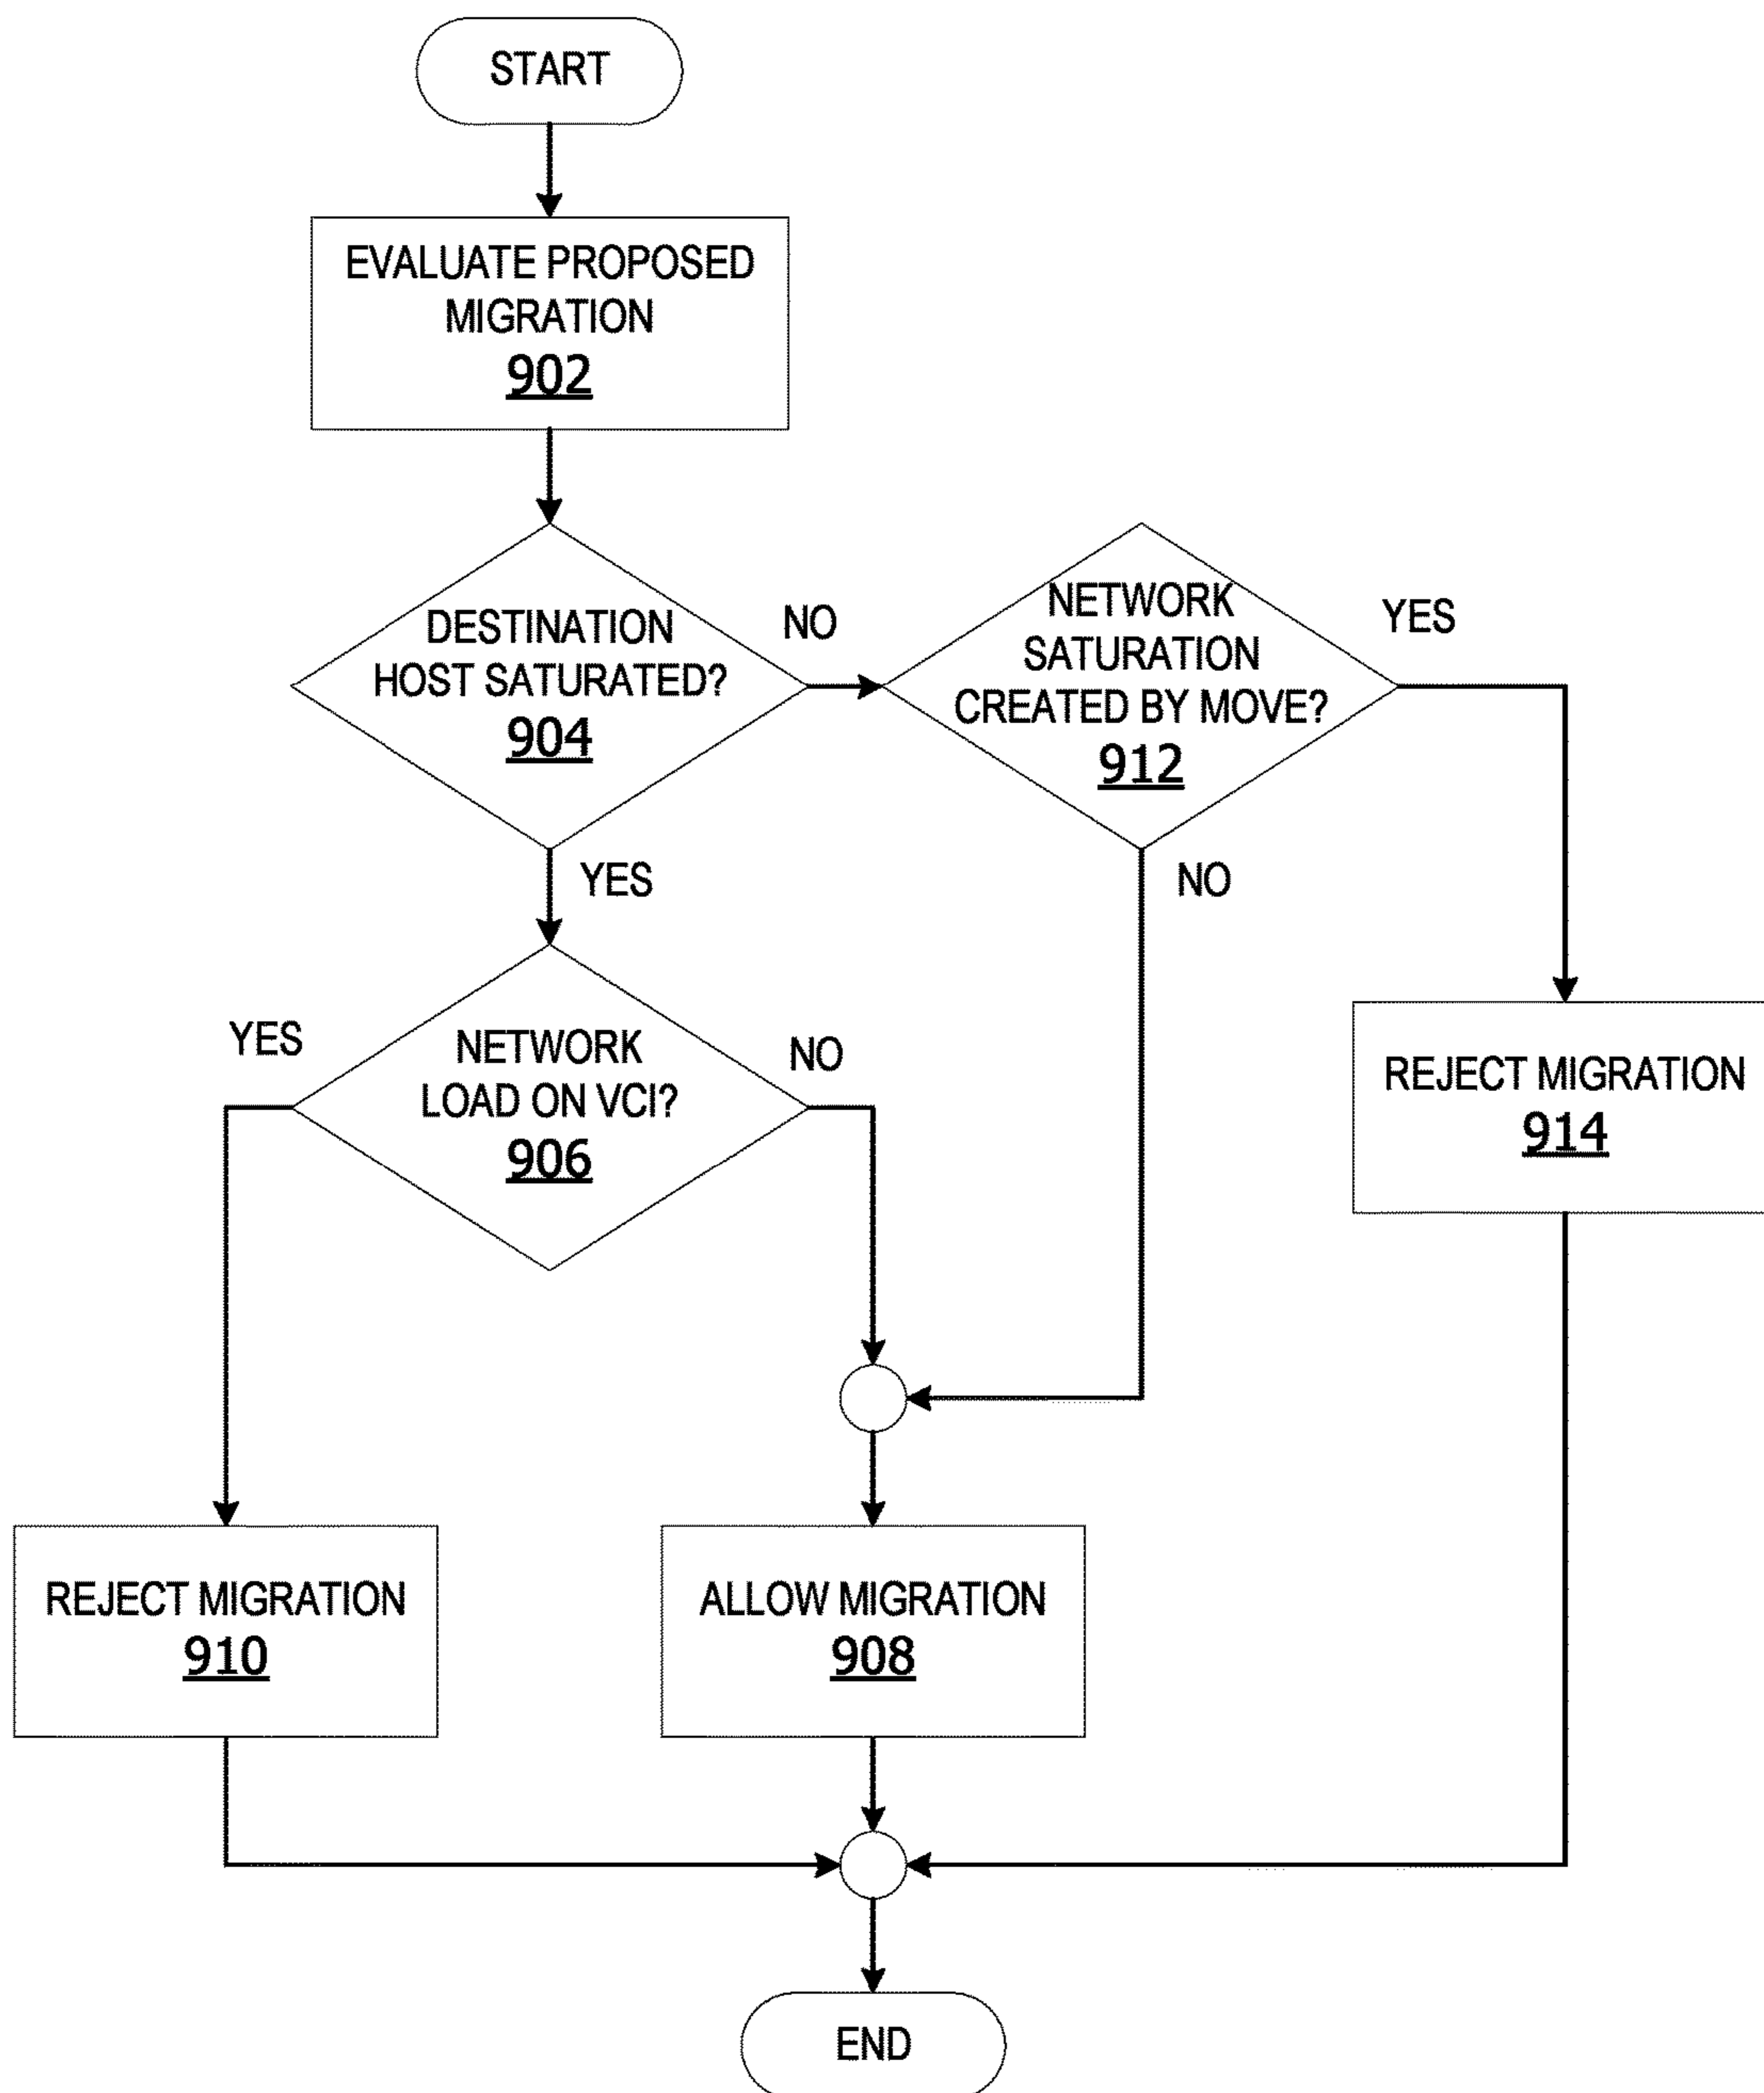 START
EVALUATE PROPOSED
MIGRATION
902
DESTINATION
HOST SATURATED?
904
NO
YES
NETWORK
SATURATION
CREATED BY MOVE?
912
YES
NO
NETWORK
LOAD ON VCI?
906
YES
NO
REJECT MIGRATION
914
REJECT MIGRATION
910
ALLOW MIGRATION
908
END